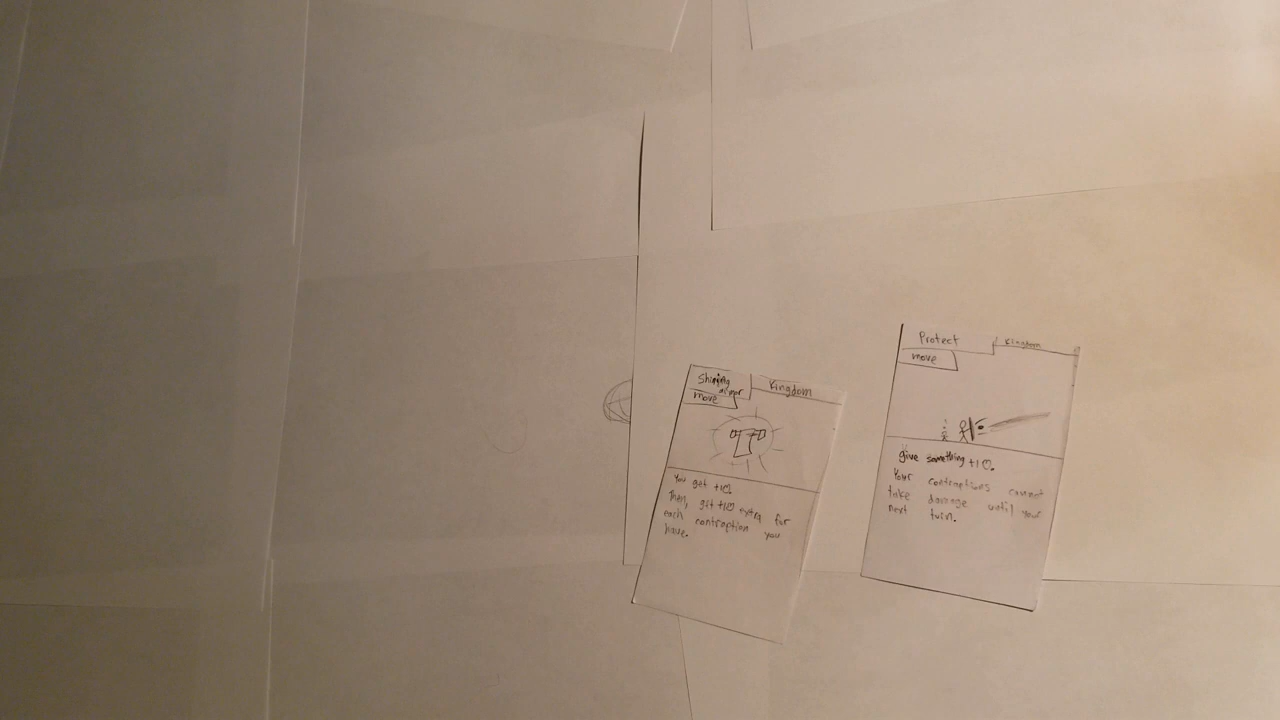 Shining
armor
Kingdom
move
You get +1♡.
Then, get +1♡ extra for
each contraption you
have.
Protect
Kingdom
move
give something +1♡.
Your contraptions cannot
take damage until your
next turn.